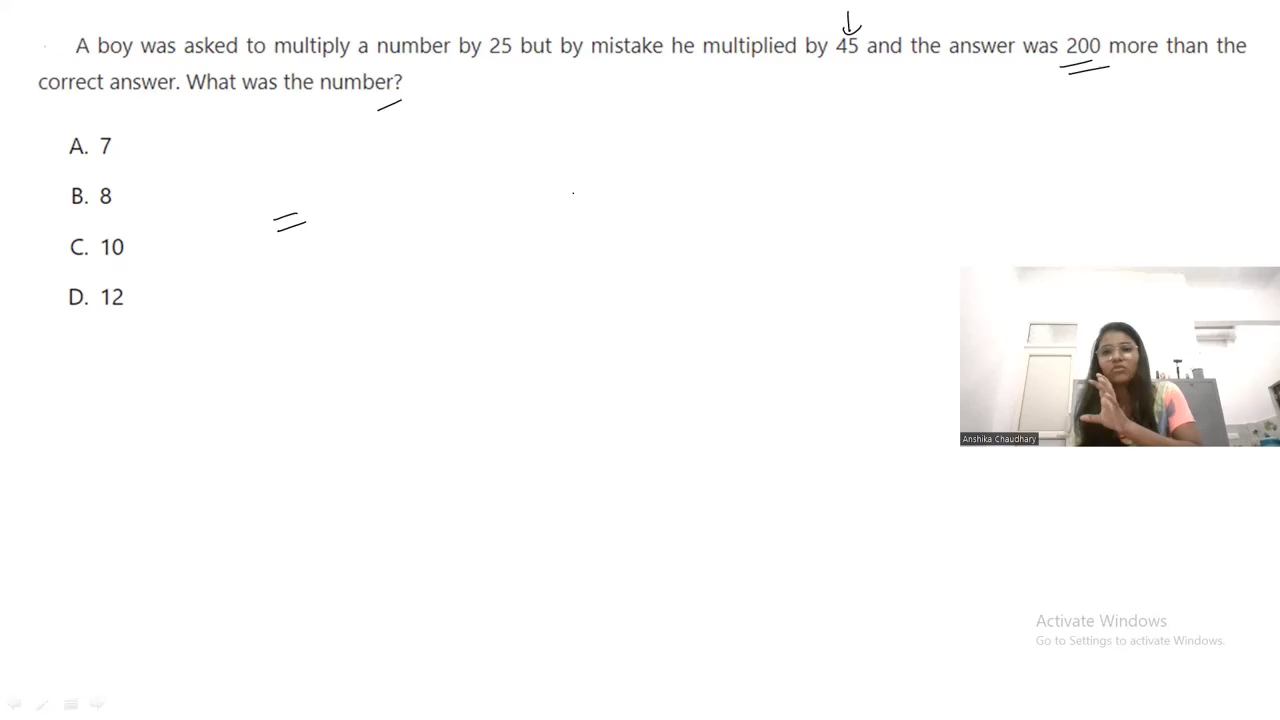 A boy was asked to multiply a number by 25 but by mistake he multiplied by 45 and the answer was 200 more than the
correct answer. What was the number?
A. 7
B. 8
C. 10
D. 12
Anshika Chaudhary
Activate Windows
Go to Settings to activate Windows.